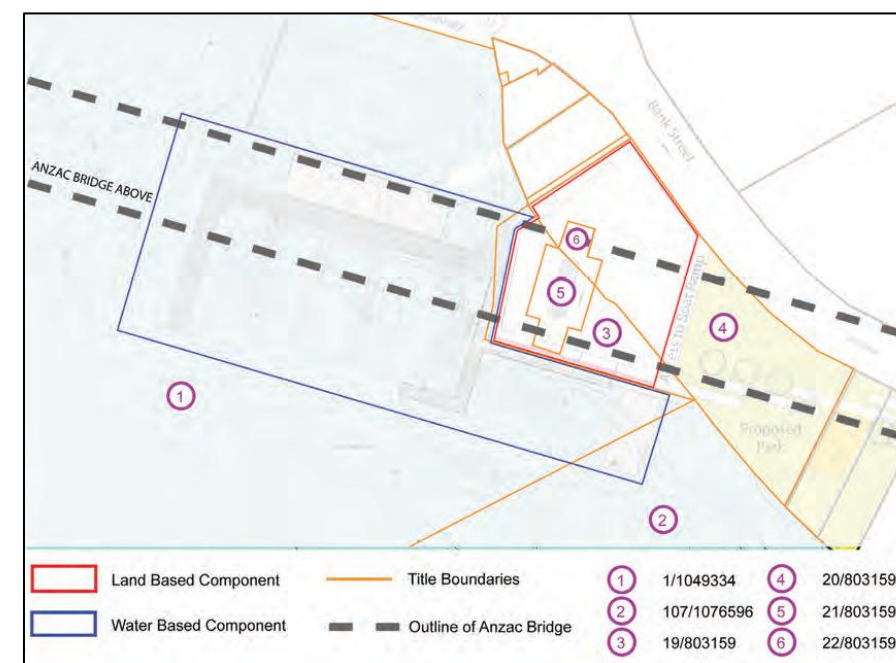 Bank Street
ANZAC BRIDGE ABOVE
6
5
3
4
Access to Boat Ramp
1
Proposed
Park
2
Land Based Component
Title Boundaries
1 1/1049334
4 20/803159
Water Based Component
Outline of Anzac Bridge
2 107/1076596
5 21/803159
3 19/803159
6 22/803159